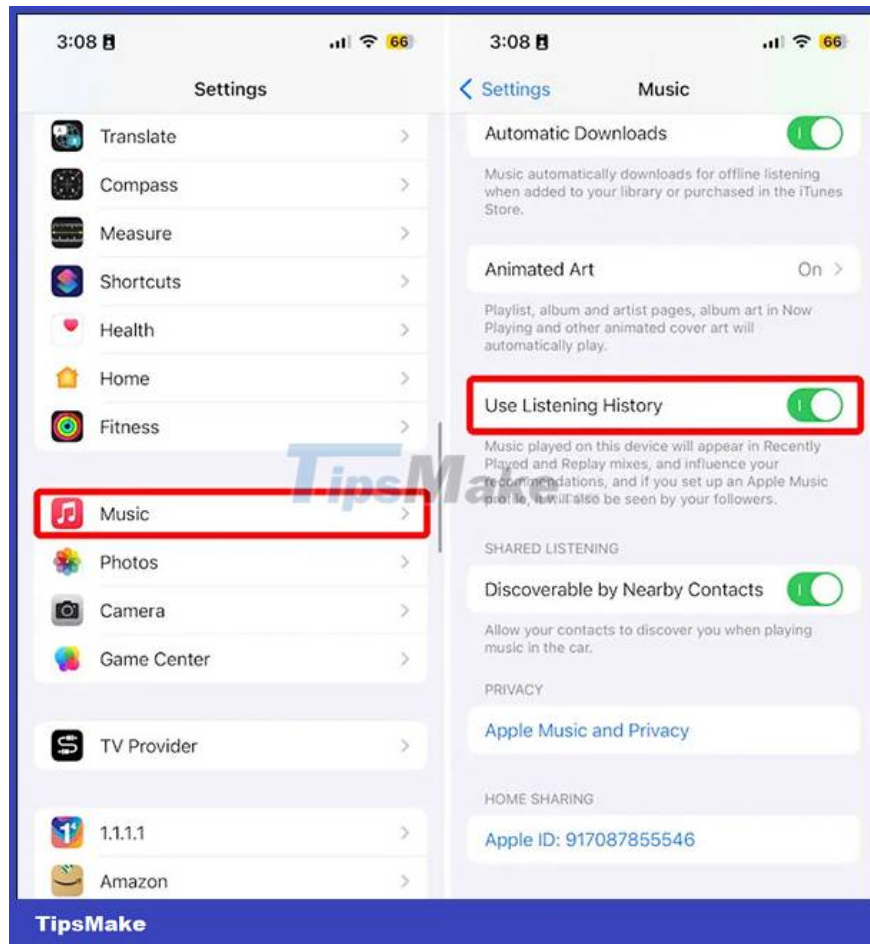 3:08
66
Settings
Translate
Compass
Measure
Shortcuts
Health
Home
Fitness
Music
Photos
Camera
Game Center
TV Provider
1.1.1.1
Amazon
3:08
66
Settings
Music
Automatic Downloads
Music automatically downloads for offline listening
when added to your library or purchased in the iTunes
Store.
Animated Art
On
Playlist, album and artist pages, album art in Now
Playing and other animated cover art will
automatically play.
Use Listening History
Music played on this device will appear in Recently
Played and Replay mixes, and influence your
recommendations, and if you set up an Apple Music
profile, it will also be seen by your followers.
SHARED LISTENING
Discoverable by Nearby Contacts
Allow your contacts to discover you when playing
music in the car.
PRIVACY
Apple Music and Privacy
HOME SHARING
Apple ID: 917087855546
TipsMake
TipsMake